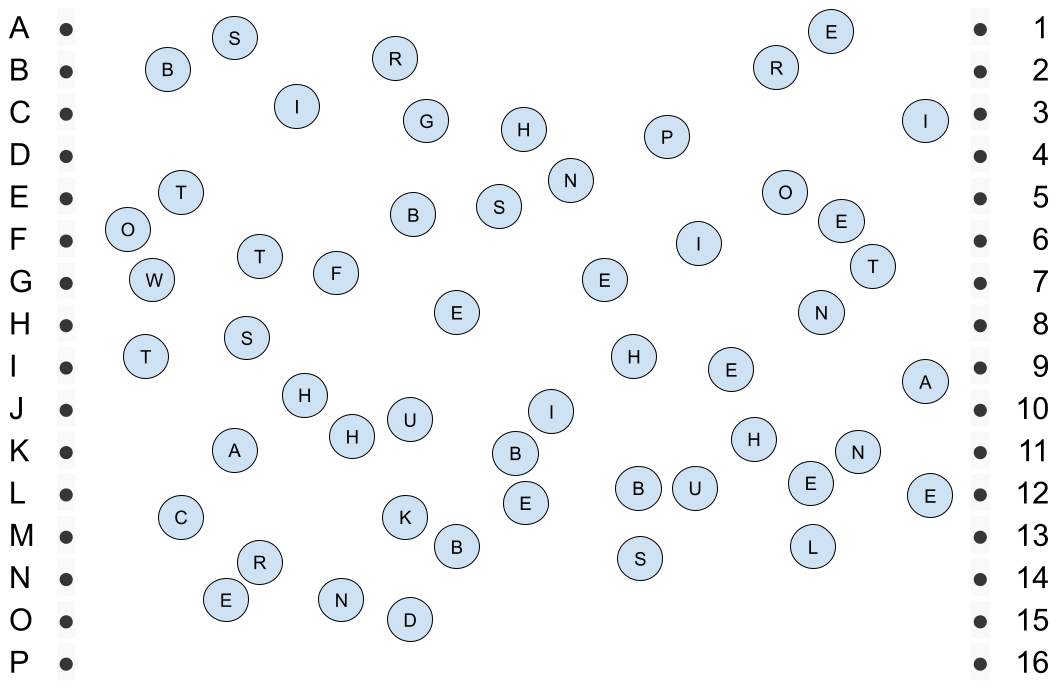 A S R E 1
B B R 2
C I G H P I 3
D N 4
E T B S O E 5
F O T F I T 6
G W E E N 7
H S 8
I T H E A 9
J H H U I 10
K A B H N 11
L C K E B U E E 12
M B S L 13
N R 14
O E N D 15
P 16